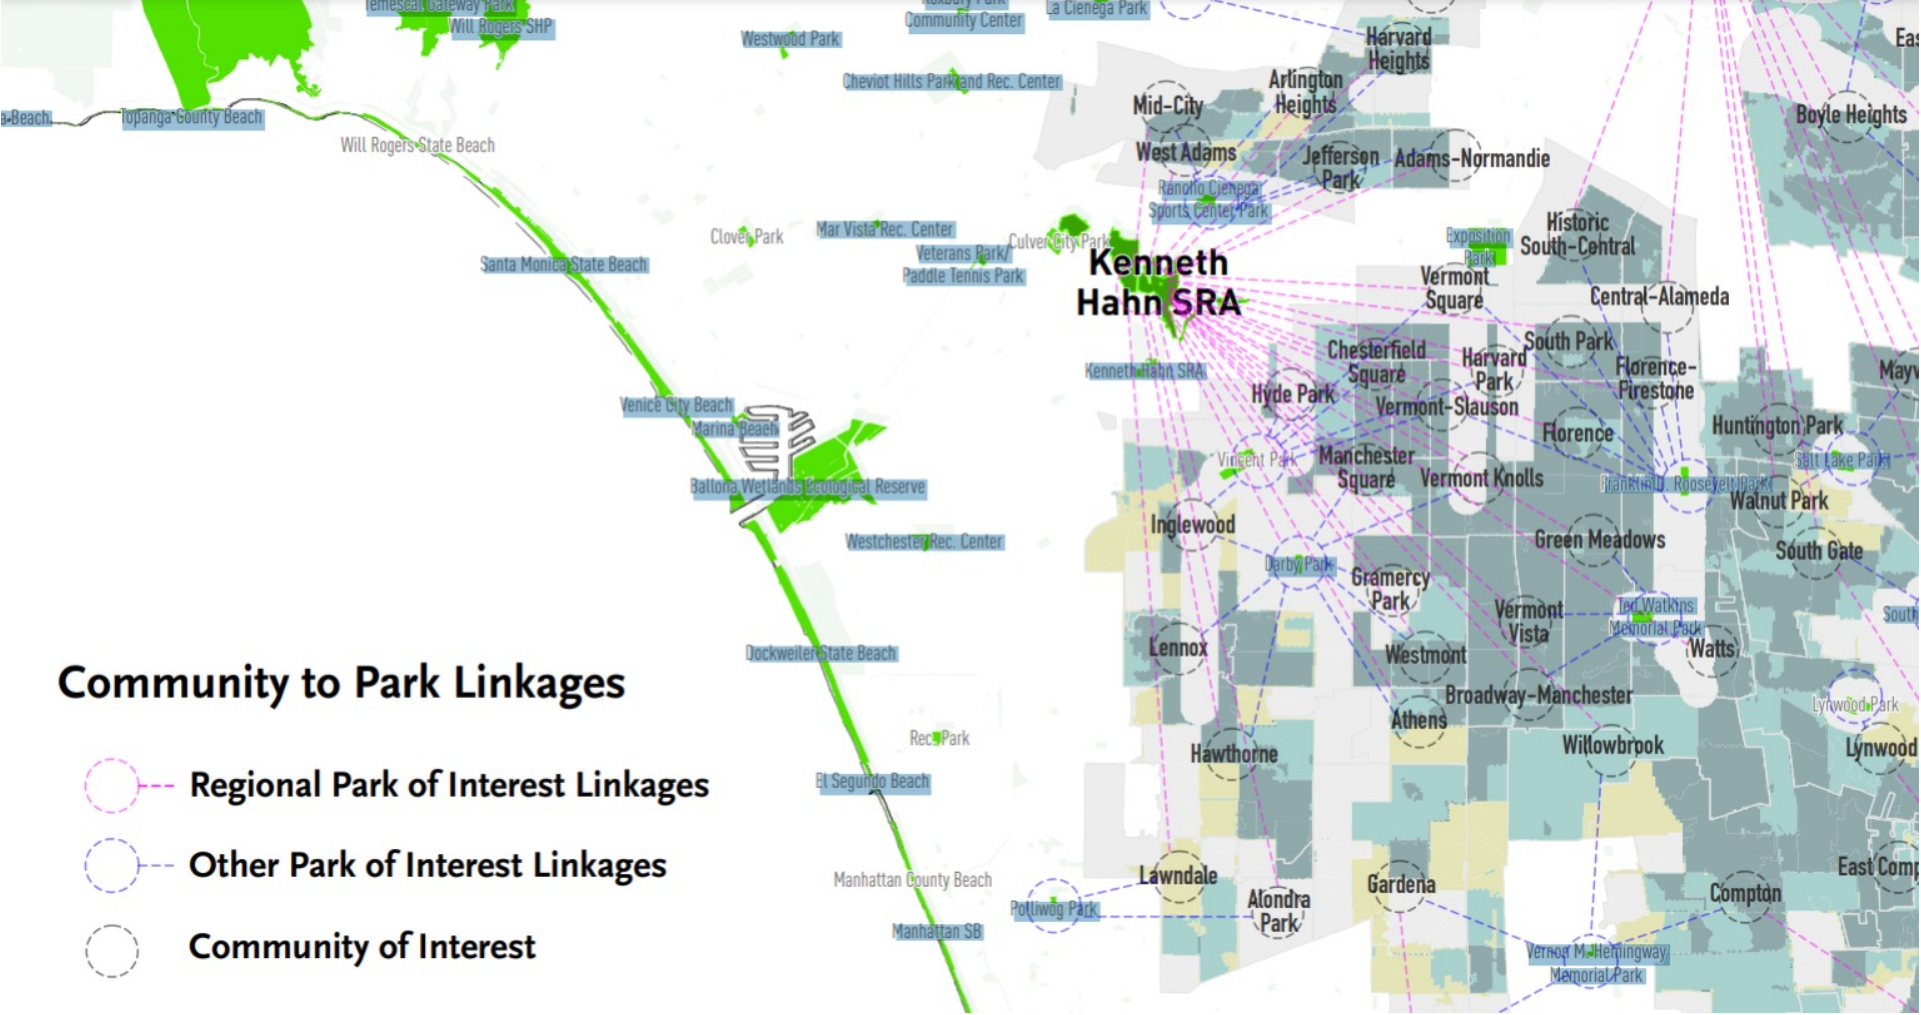 Temescal Gateway Park
Will Rogers SHP
Roxbury Park
Community Center
La Cienega Park
Westwood Park
Cheviot Hills Park and Rec. Center
Harvard
Heights
Eas
Arlington
Heights
Mid-City
a Beach
Topanga County Beach
Will Rogers State Beach
Boyle Heights
West Adams
Jefferson
Park
Adams-Normandie
Rancho Cienega
Sports Center Park
Clover Park
Mar Vista Rec. Center
Veterans Park/
Paddle Tennis Park
Culver City Park
Historic
South-Central
Exposition
Park
Santa Monica State Beach
Kenneth
Hahn SRA
Vermont
Square
Central-Alameda
Kenneth Hahn SRA
Chesterfield
Square
Harvard
Park
South Park
Florence-
Firestone
Mayw
Hyde Park
Vermont-Slauson
Venice City Beach
Marina Beach
Florence
Huntington Park
Vincent Park
Manchester
Square
Vermont Knolls
Salt Lake Park
Franklin D. Roosevelt Park
Walnut Park
Ballona Wetlands Ecological Reserve
Westchester Rec. Center
Inglewood
Green Meadows
South Gate
Darby Park
Gramercy
Park
Vermont
Vista
Ted Watkins
Memorial Park
South
Lennox
Westmont
Watts
Dockweiler State Beach
Broadway-Manchester
Athens
Lynwood Park
Community to Park Linkages
Rec. Park
Hawthorne
Willowbrook
Lynwood
Regional Park of Interest Linkages
El Segundo Beach
Other Park of Interest Linkages
Manhattan County Beach
Lawndale
Gardena
East Comp
Compton
Polliwog Park
Alondra
Park
Manhattan SB
Community of Interest
Vernon M. Hemingway
Memorial Park